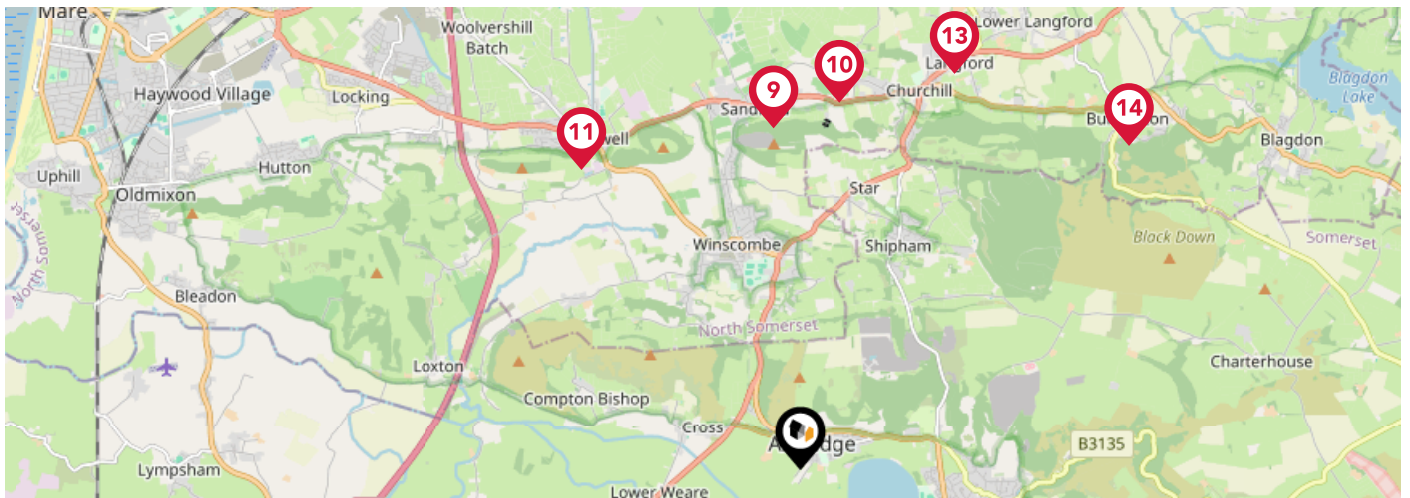 Mare
Woolvershill
Batch
Lower Langford
13
Langford
10
9
Haywood Village
Locking
Churchill
14
Blagdon
Lake
11
Blagdon
Hutton
Uphill
Oldmixon
Star
Winscombe
Shipham
Black Down
Somerset
North Somerset
Bleadon
North Somerset
Loxton
Charterhouse
Compton Bishop
Cross
B3135
Lympsham
Lower Weare